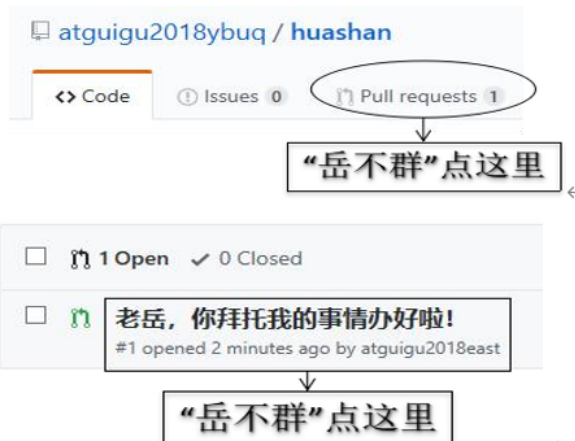 atguigu2018ybuq / huashan
Code Issues 0 Pull requests 1
“岳不群”点这里
1 Open 0 Closed
老岳，你拜托我的事情办好啦！
#1 opened 2 minutes ago by atguigu2018east
“岳不群”点这里